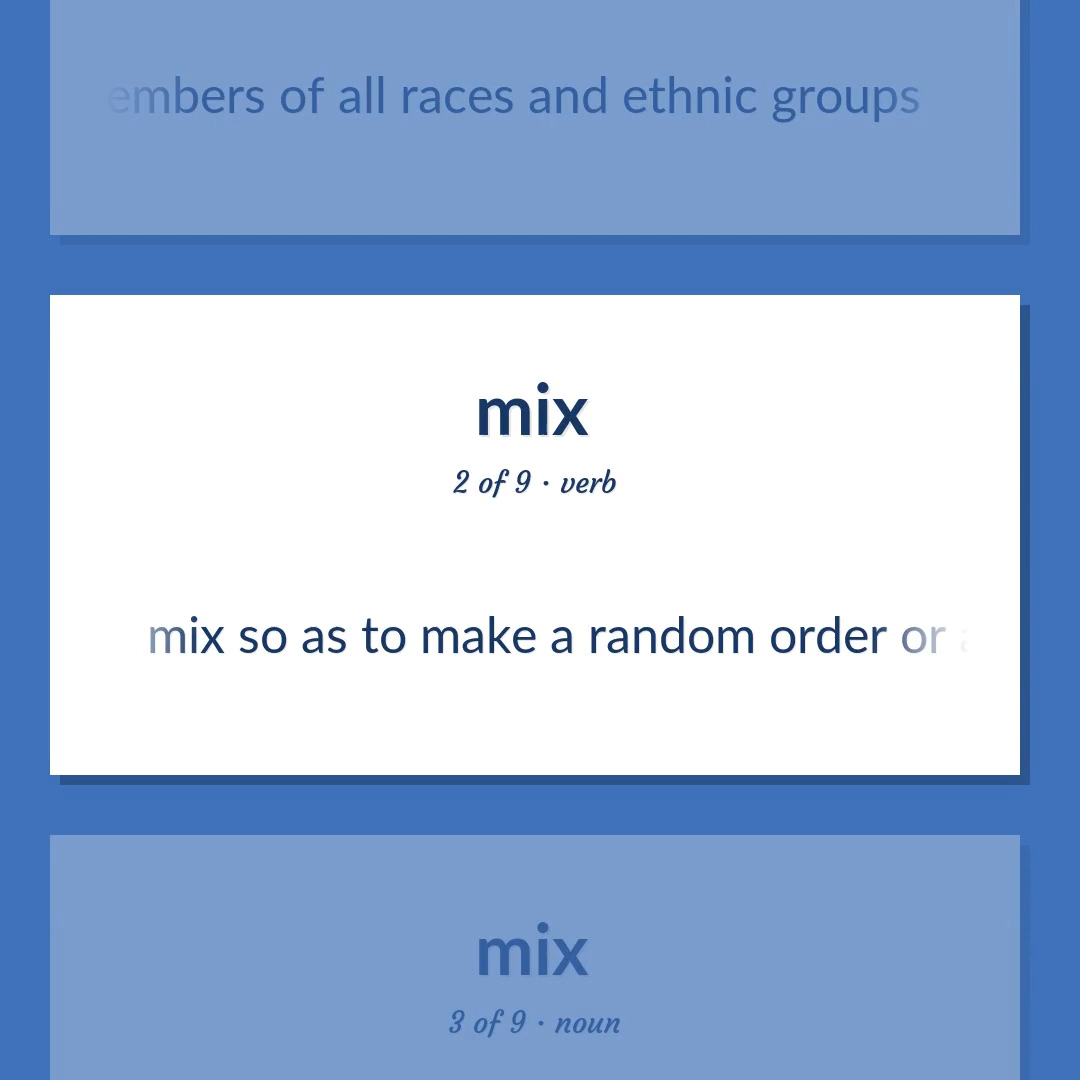 embers of all races and ethnic groups
mix
2 of 9 · verb
mix so as to make a random order or
mix
3 of 9 · noun